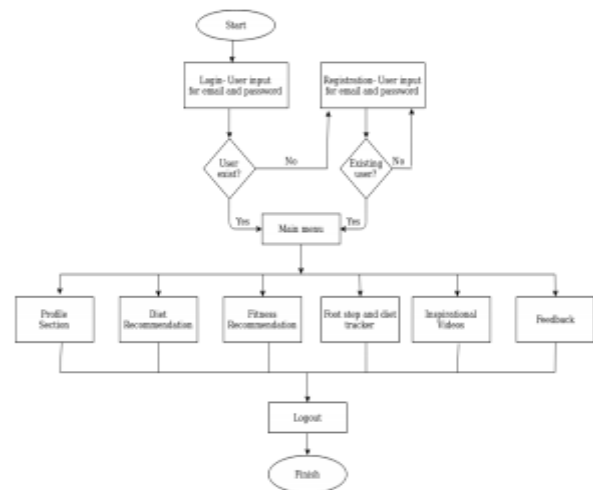 Start
Login- User input
for email and password
Registration- User input
for email and password
User
exist?
No
Existing
user?
No
Yes
Yes
Main menu
Profile
Section
Diet
Recommendation
Fitness
Recommendation
Foot step and diet
tracker
Inspirational
Videos
Feedback
Logout
Finish